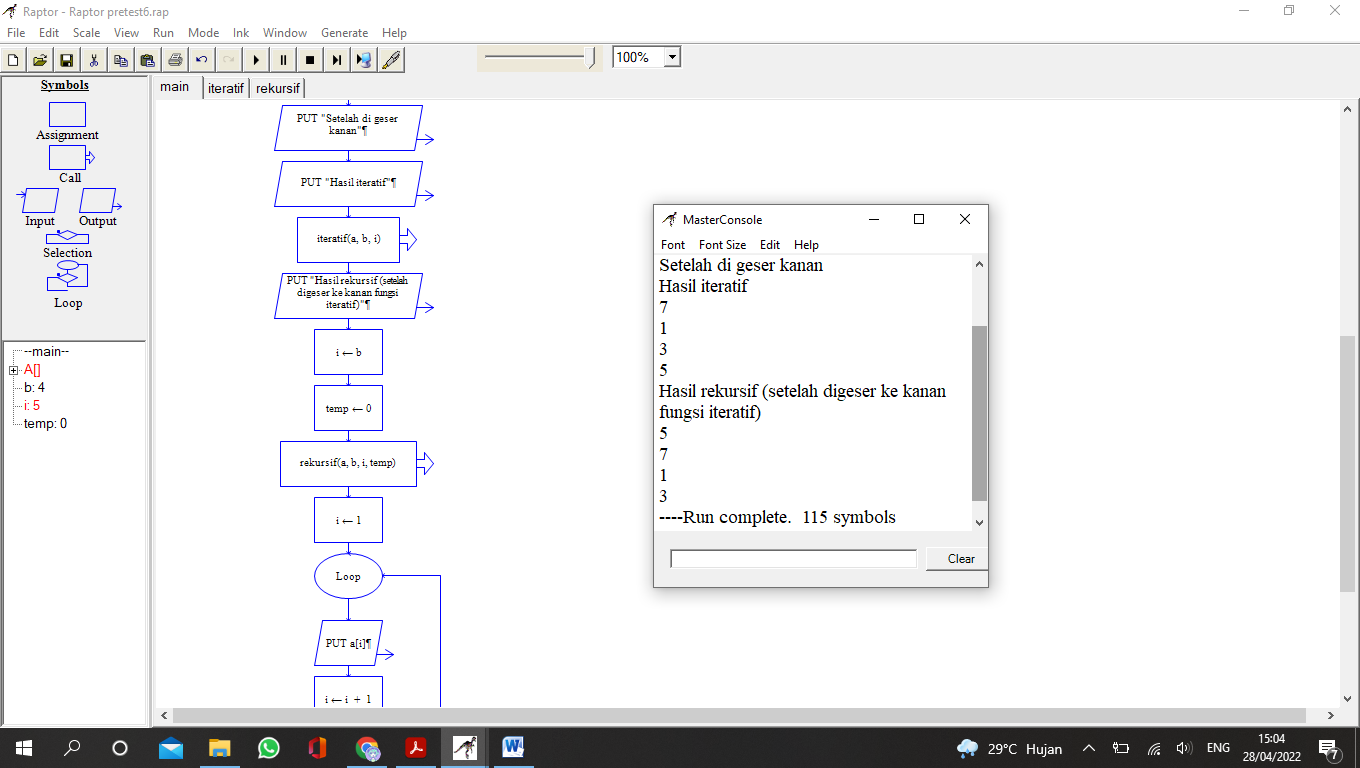 Raptor - Raptor pretest6.rap
File Edit Scale View Run Mode Ink Window Generate Help
100%
Symbols
Assignment
Call
Input Output
Selection
Loop
--main--
A[]
b: 4
i: 5
temp: 0
main iteratif rekursif
PUT "Setelah di geser
kanan"¶
PUT "Hasil iteratif"¶
iteratif(a, b, i)
PUT "Hasil rekursif (setelah
digeser ke kanan fungsi
iteratif)"¶
i ← b
temp ← 0
rekursif(a, b, i, temp)
i ← 1
Loop
PUT a[i]¶
i ← i + 1
MasterConsole
Font Font Size Edit Help
Setelah di geser kanan
Hasil iteratif
7
1
3
5
Hasil rekursif (setelah digeser ke kanan
fungsi iteratif)
5
7
1
3
----Run complete. 115 symbols
Clear
29°C Hujan
ENG
15:04
28/04/2022
7